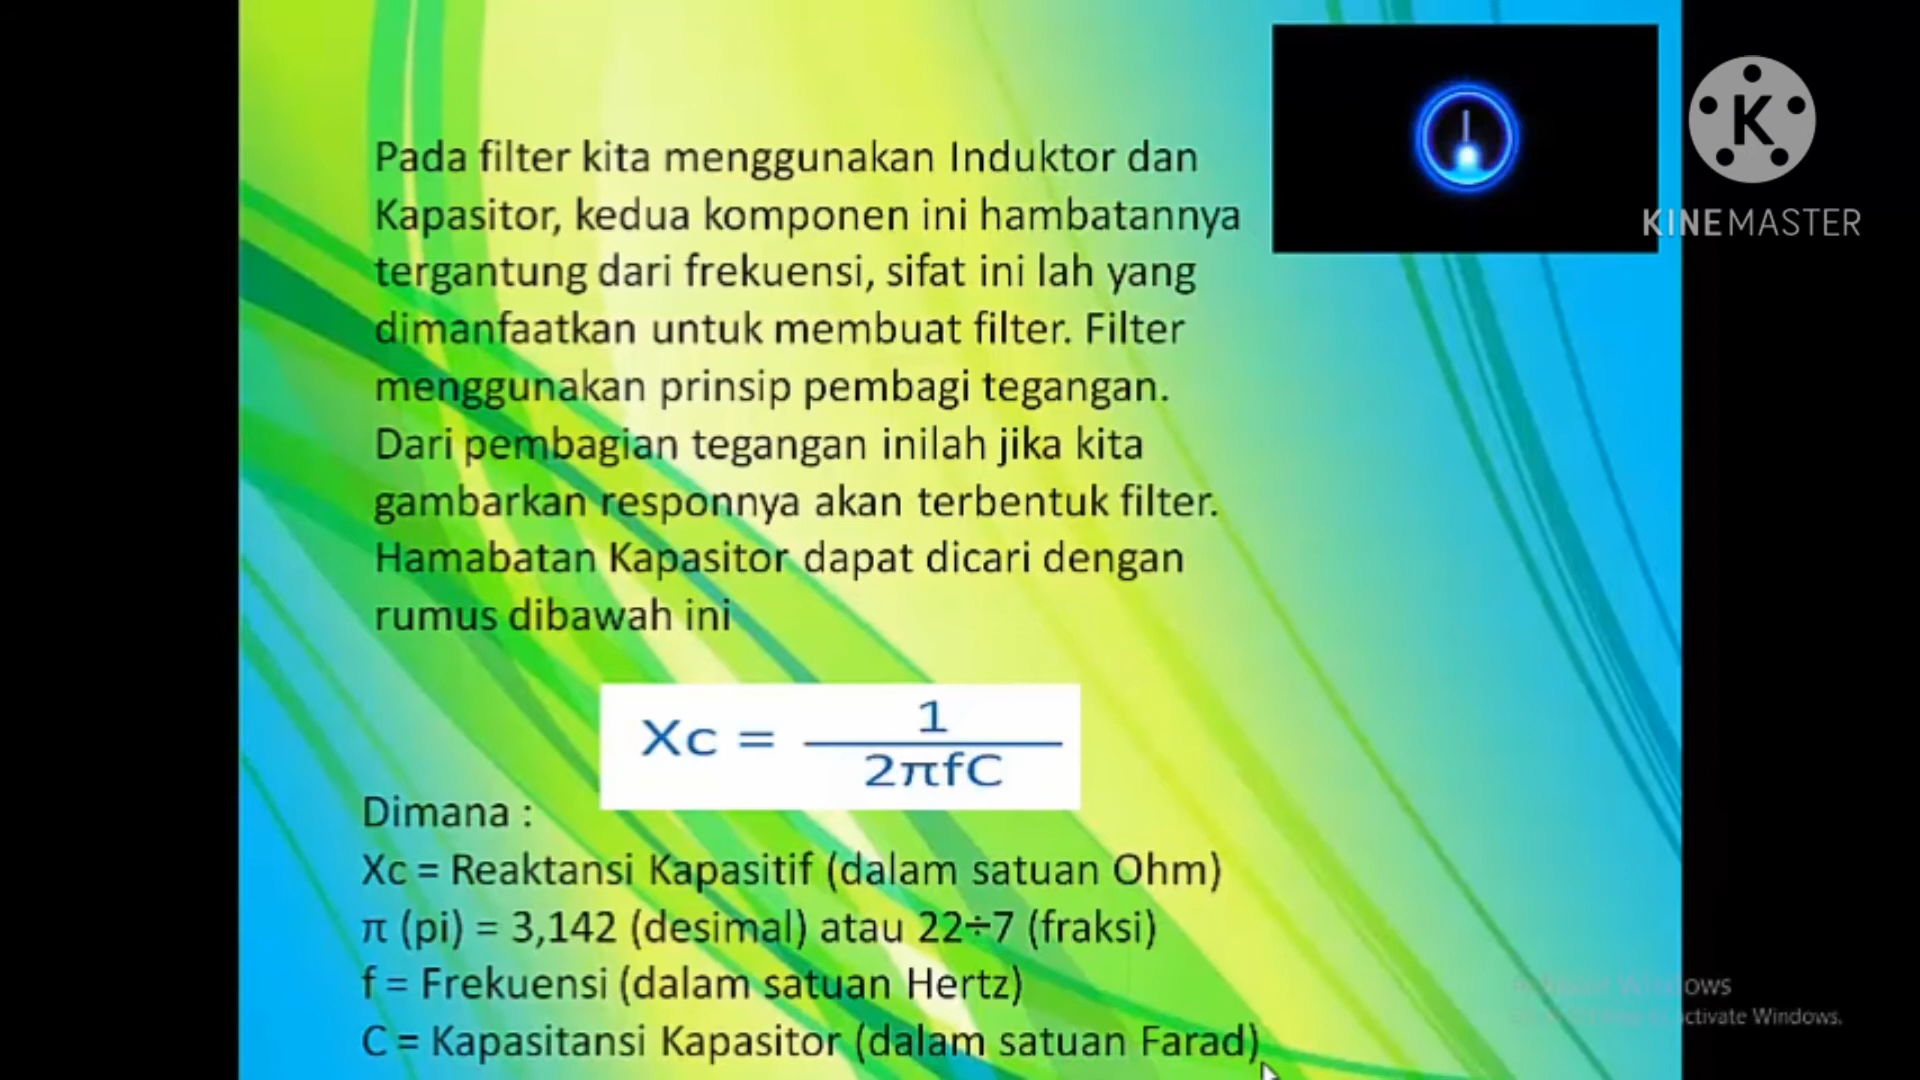 Pada filter kita menggunakan Induktor dan
Kapasitor, kedua komponen ini hambatannya
tergantung dari frekuensi, sifat ini lah yang
dimanfaatkan untuk membuat filter. Filter
menggunakan prinsip pembagi tegangan.
Dari pembagian tegangan inilah jika kita
gambarkan responnya akan terbentuk filter.
Hamabatan Kapasitor dapat dicari dengan
rumus dibawah ini
Xc = 1
2πfC
Dimana :
Xc = Reaktansi Kapasitif (dalam satuan Ohm)
π (pi) = 3,142 (desimal) atau 22÷7 (fraksi)
f = Frekuensi (dalam satuan Hertz)
C = Kapasitansi Kapasitor (dalam satuan Farad)
K
KINEMASTER
Windows
ctivate Windows.